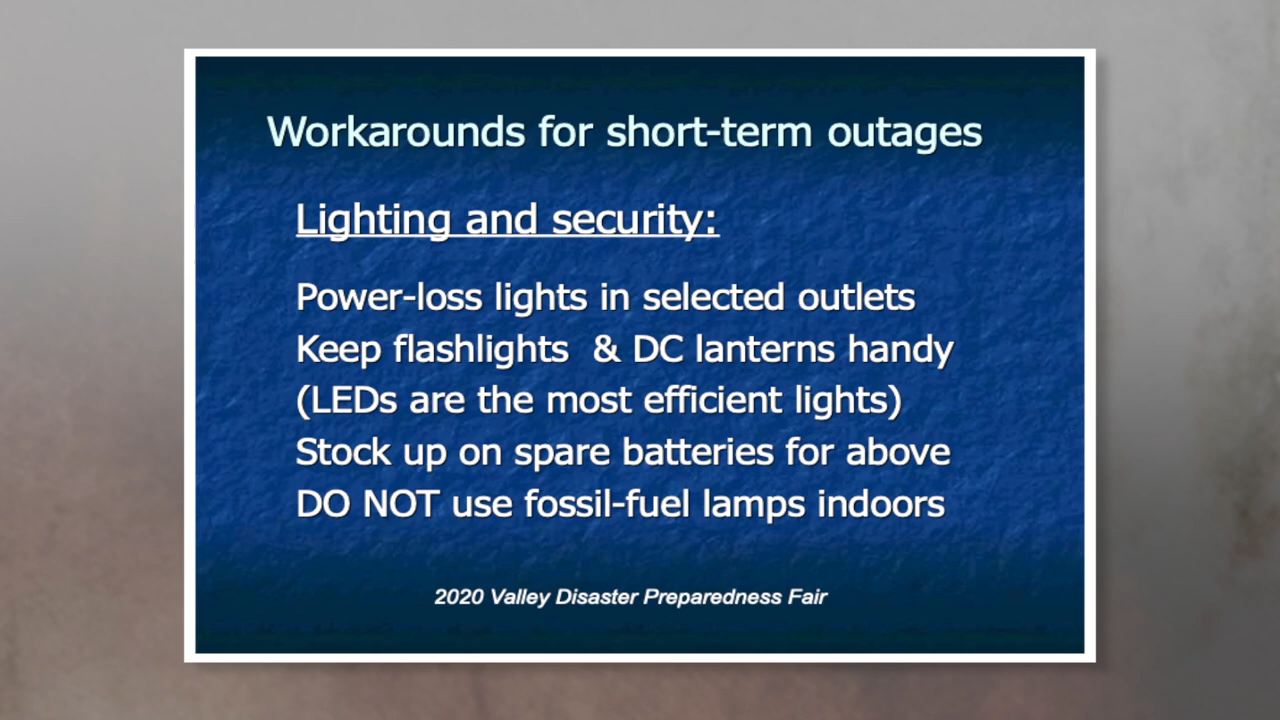 Workarounds for short-term outages
Lighting and security:
Power-loss lights in selected outlets
Keep flashlights & DC lanterns handy
(LEDs are the most efficient lights)
Stock up on spare batteries for above
DO NOT use fossil-fuel lamps indoors
2020 Valley Disaster Preparedness Fair